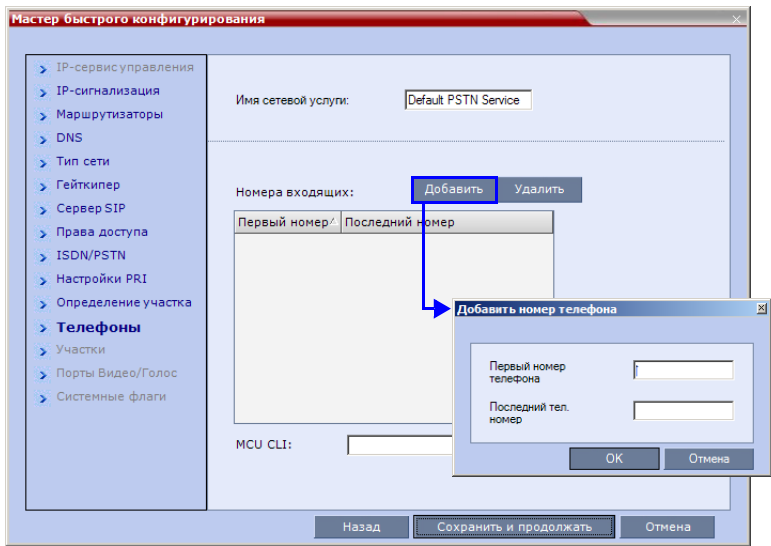 Мастер быстрого конфигурирования
IP-сервис управления
IP-сигнализация
Маршрутизаторы
DNS
Тип сети
Гейткипер
Сервер SIP
Права доступа
ISDN/PSTN
Настройки PRI
Определение участка
Телефоны
Участки
Порты Видео/Голос
Системные флаги
Имя сетевой услуги:
Default PSTN Service
Номера входящих:
Добавить
Удалить
Первый номер
Последний номер
MCU CLI:
Добавить номер телефона
Первый номер
телефона
Последний тел.
номер
OK
Отмена
Назад
Сохранить и продолжать
Отмена